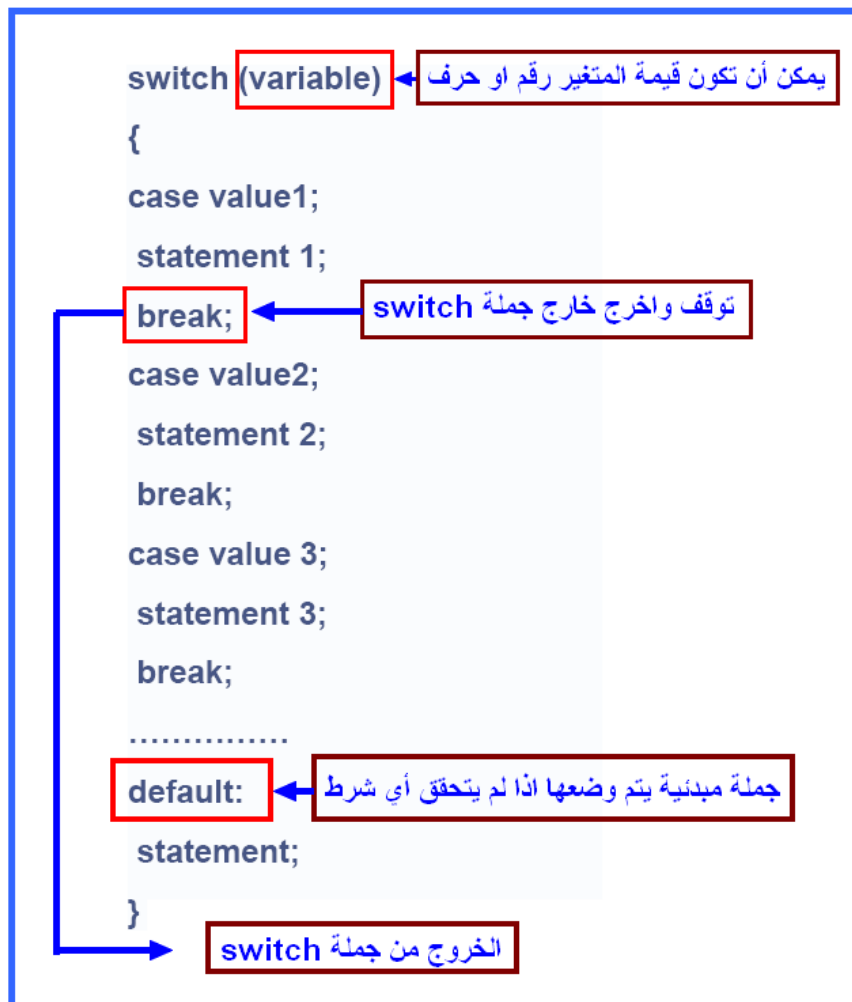 switch (variable) يمكن أن تكون قيمة المتغير رقم او حرف
{
case value1;
statement 1;
break; توقف واخرج خارج جملة switch
case value2;
statement 2;
break;
case value 3;
statement 3;
break;
……………
default: جملة مبدئية يتم وضعها اذا لم يتحقق أي شرط
statement;
}
الخروج من جملة switch